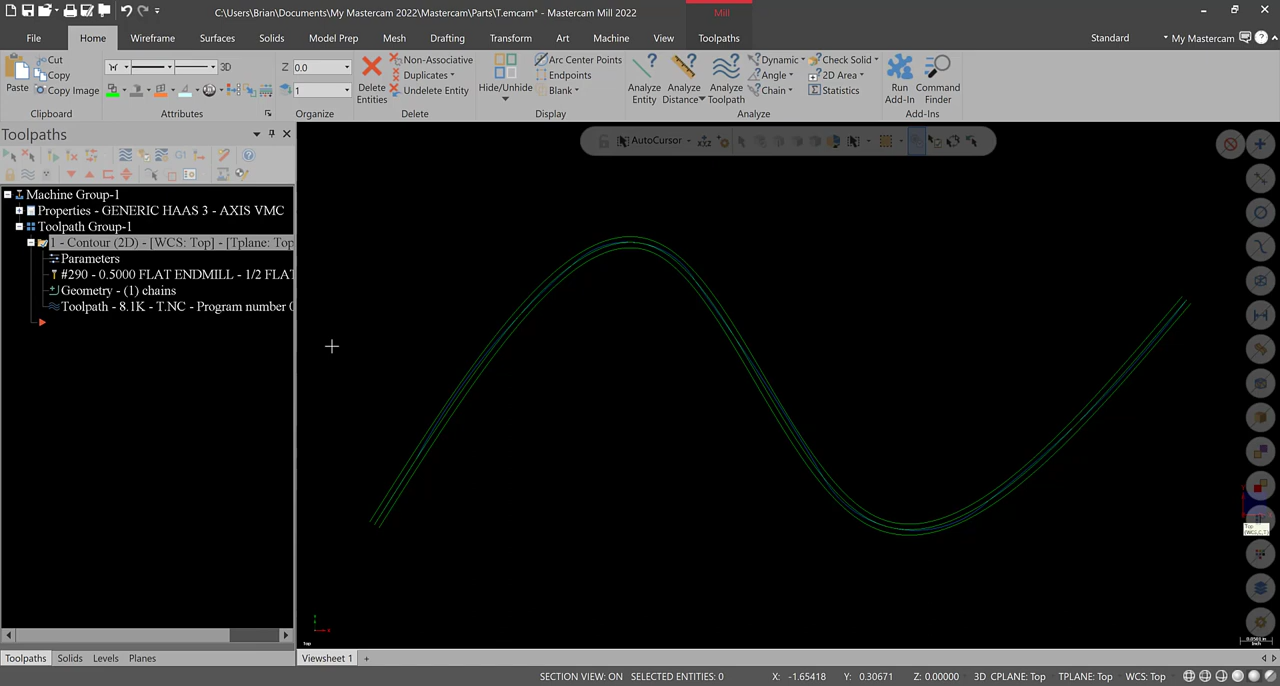 C:\Users\Brian\Documents\My Mastercam 2022\Mastercam\Parts\T.emcam* - Mastercam Mill 2022
Mill
File Home Wireframe Surfaces Solids Model Prep Mesh Drafting Transform Art Machine View Toolpaths Standard My Mastercam
Paste
Cut
Copy
Copy Image
Clipboard
3D
Attributes
Z 0.0
1
Organize
Delete Entities
Non-Associative
Duplicates
Undelete Entity
Delete
Hide/Unhide
Arc Center Points
Endpoints
Blank
Display
Analyze Entity
Analyze Distance
Analyze Toolpath
Dynamic
Angle
Chain
Check Solid
2D Area
Statistics
Analyze
Run Add-In
Command Finder
Add-Ins
Toolpaths
AutoCursor
G1
Machine Group-1
Properties - GENERIC HAAS 3 - AXIS VMC
Toolpath Group-1
1 - Contour (2D) - [WCS: Top] - [Tplane: Top
Parameters
#290 - 0.5000 FLAT ENDMILL - 1/2 FLAT
Geometry - (1) chains
Toolpath - 8.1K - T.NC - Program number 0
Top
Inch
Toolpaths Solids Levels Planes
Viewsheet 1 +
SECTION VIEW: ON SELECTED ENTITIES: 0 X: -1.65418 Y: 0.30671 Z: 0.00000 3D CPLANE: Top TPLANE: Top WCS: Top